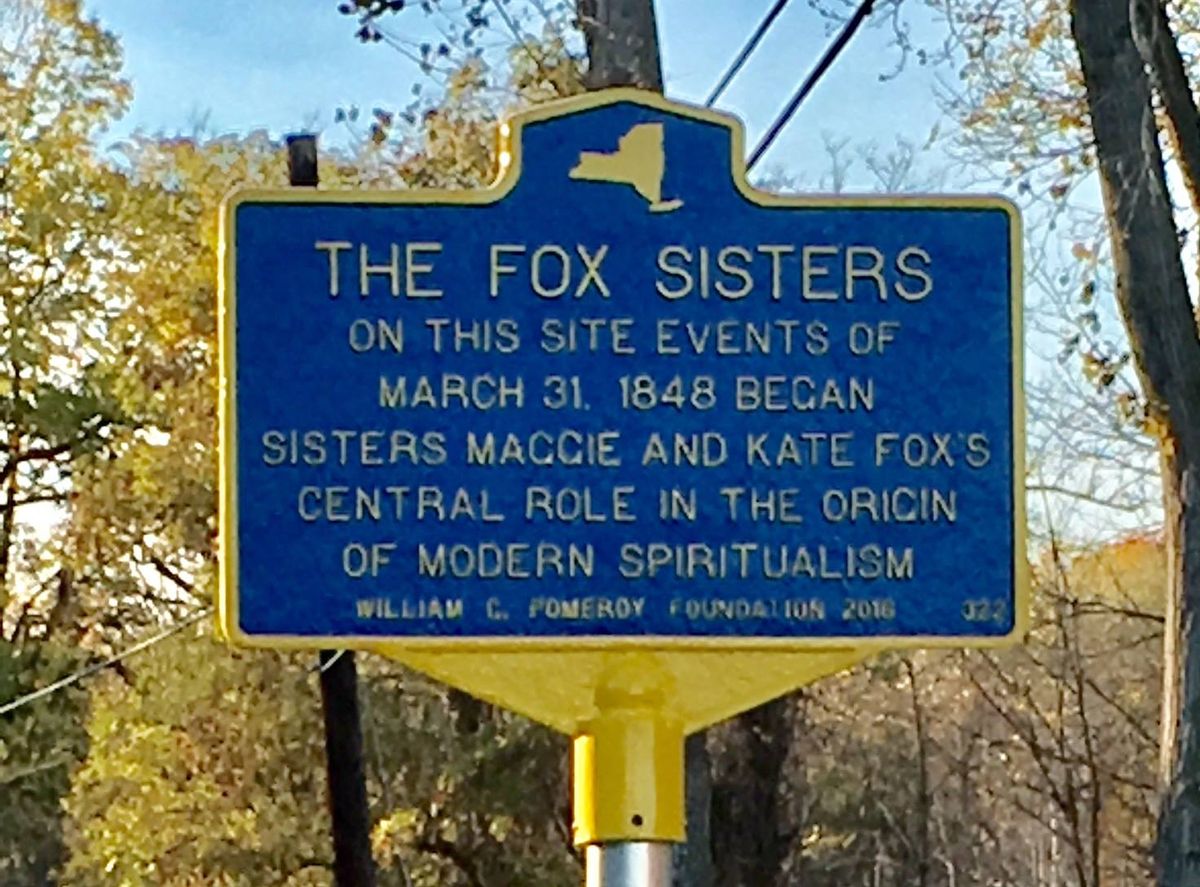 THE FOX SISTERS
ON THIS SITE EVENTS OF
MARCH 31, 1848 BEGAN
SISTERS MAGGIE AND KATE FOX'S
CENTRAL ROLE IN THE ORIGIN
OF MODERN SPIRITUALISM
WILLIAM G. POMEROY FOUNDATION 2016 322